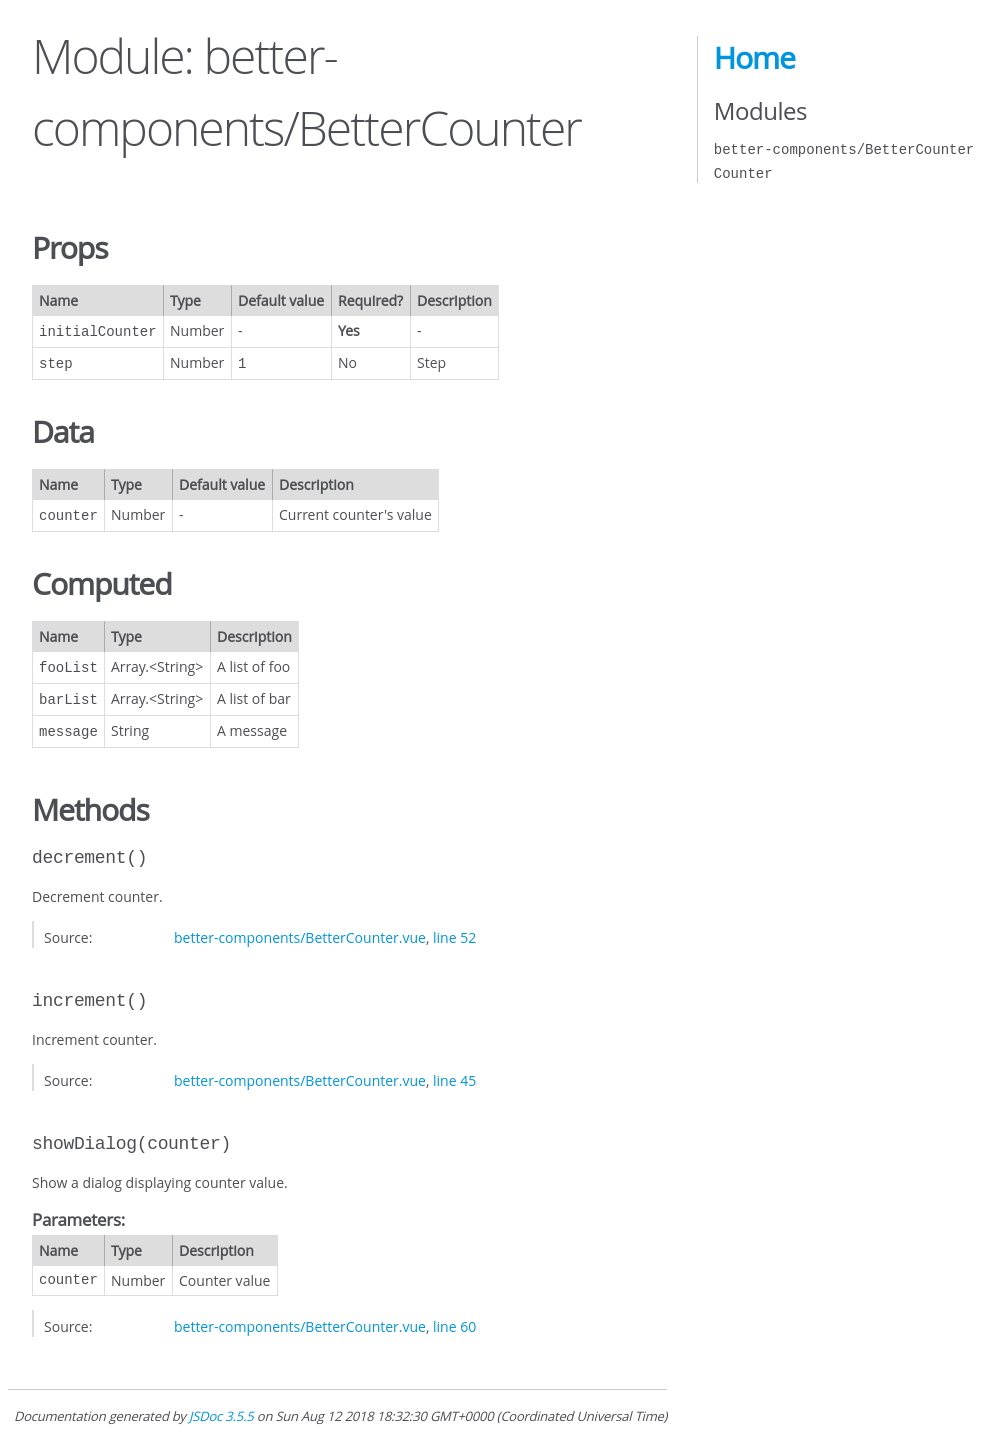 Module: better-
components/BetterCounter
Props
Name Type Default value Required? Description
initialCounter Number - Yes -
step Number 1 No Step
Data
Name Type Default value Description
counter Number - Current counter's value
Computed
Name Type Description
fooList Array.<String> A list of foo
barList Array.<String> A list of bar
message String A message
Methods
decrement()
Decrement counter.
Source: better-components/BetterCounter.vue, line 52
increment()
Increment counter.
Source: better-components/BetterCounter.vue, line 45
showDialog(counter)
Show a dialog displaying counter value.
Parameters:
Name Type Description
counter Number Counter value
Source: better-components/BetterCounter.vue, line 60
Home
Modules
better-components/BetterCounter
Counter
Documentation generated by JSDoc 3.5.5 on Sun Aug 12 2018 18:32:30 GMT+0000 (Coordinated Universal Time)